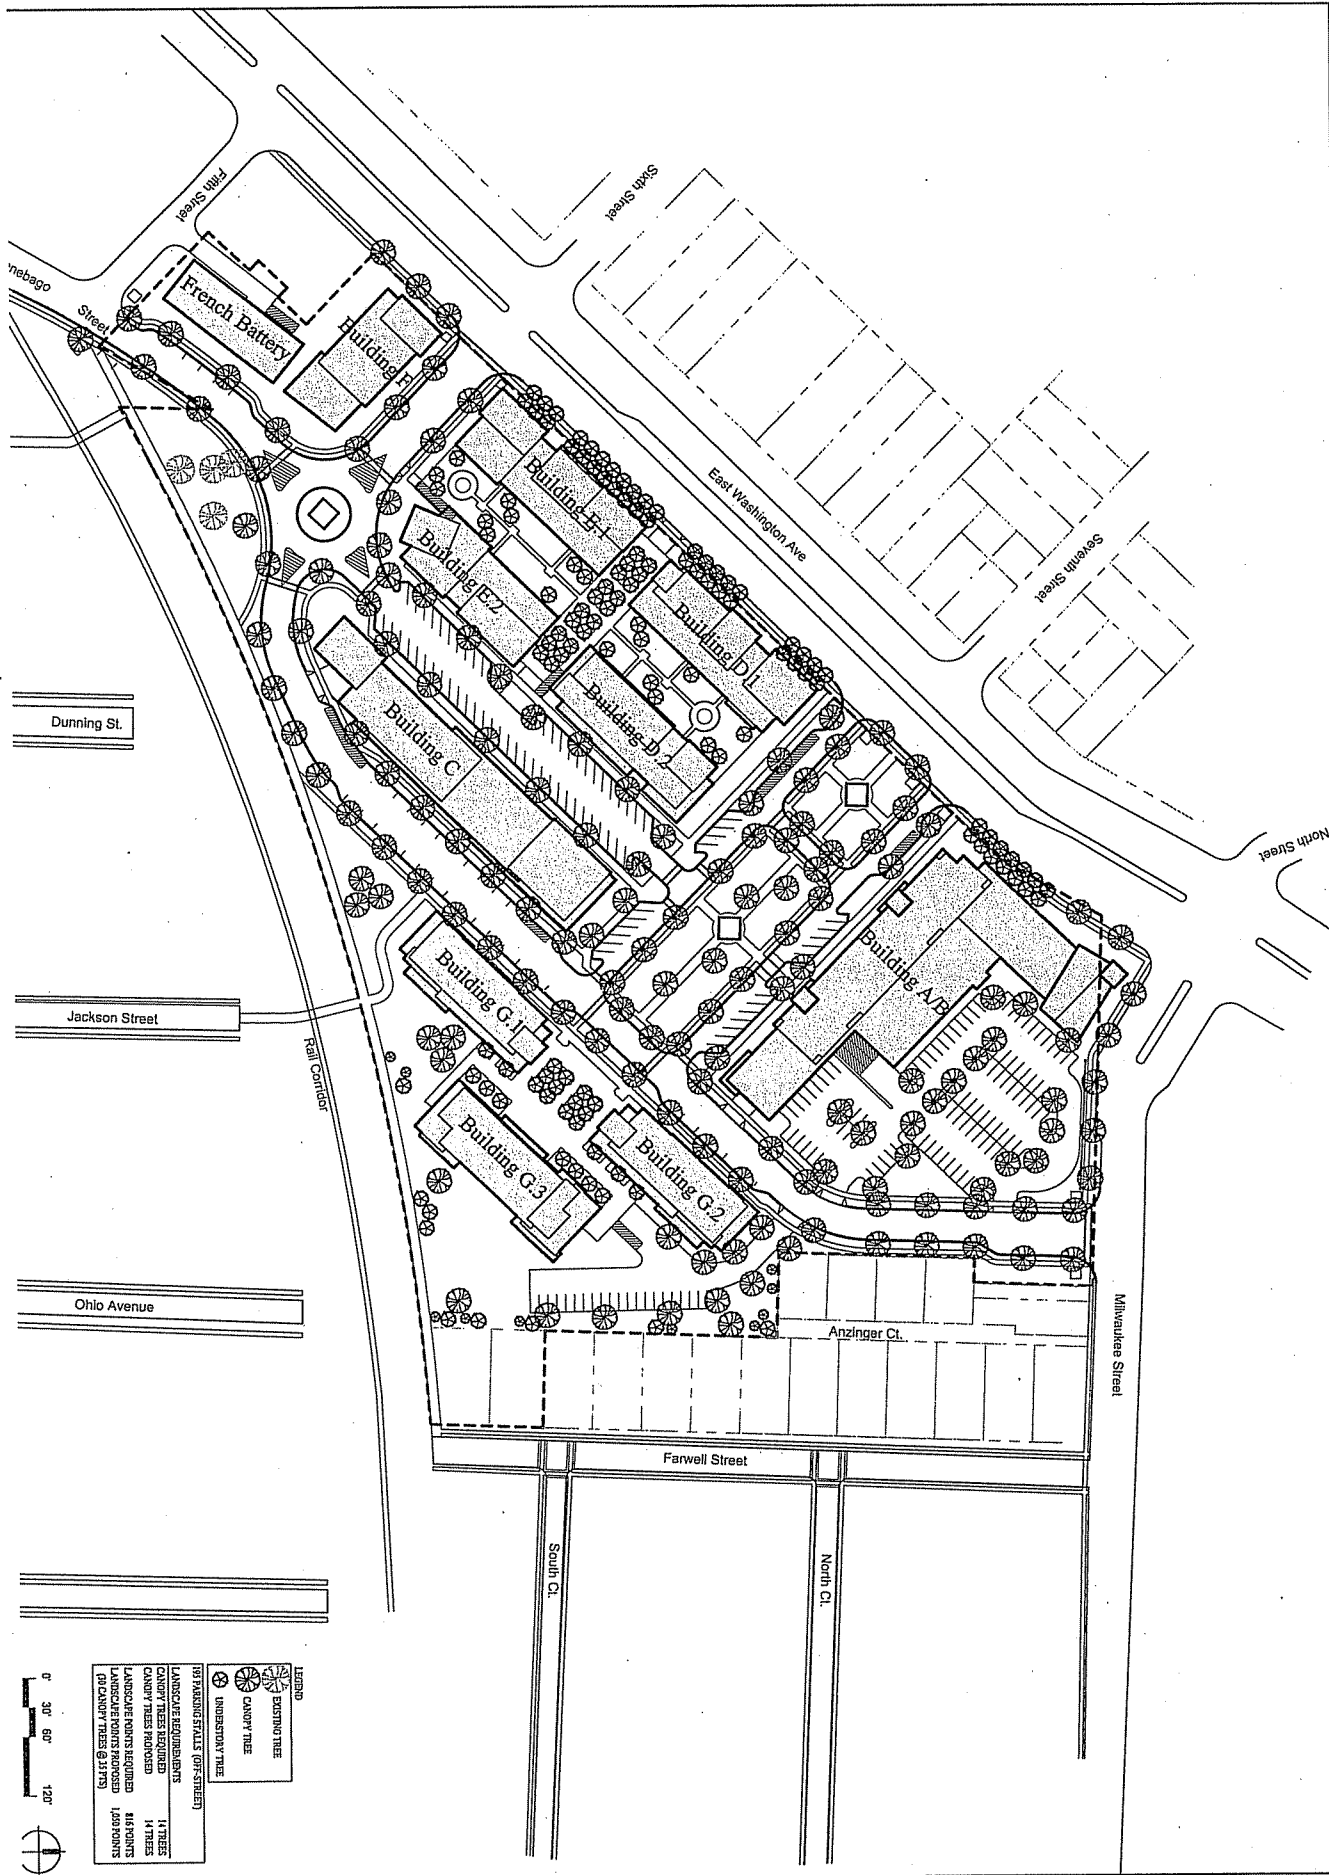 North Street
Sixth Street
Seventh Street
East Washington Ave
Fifth Street
nebago
Street
French Battery
Building F
Building E.1
Building E.2
Building D.1
Building D.2
Building C
Building A/B
Building G.1
Building G.2
Building G.3
Dunning St.
Jackson Street
Rail Corridor
Ohio Avenue
Milwaukee Street
Anzinger Ct.
Farwell Street
South Ct.
North Ct.
LEGEND
EXISTING TREE
CANOPY TREE
UNDERSTORY TREE
195 PARKING STALLS (OFF-STREET)
LANDSCAPE REQUIREMENTS
CANOPY TREES REQUIRED 14 TREES
CANOPY TREES PROPOSED 14 TREES
LANDSCAPE POINTS REQUIRED 816 POINTS
LANDSCAPE POINTS PROPOSED 1,050 POINTS
(30 CANOPY TREES @ 35 PTS)
0' 30' 60' 120'